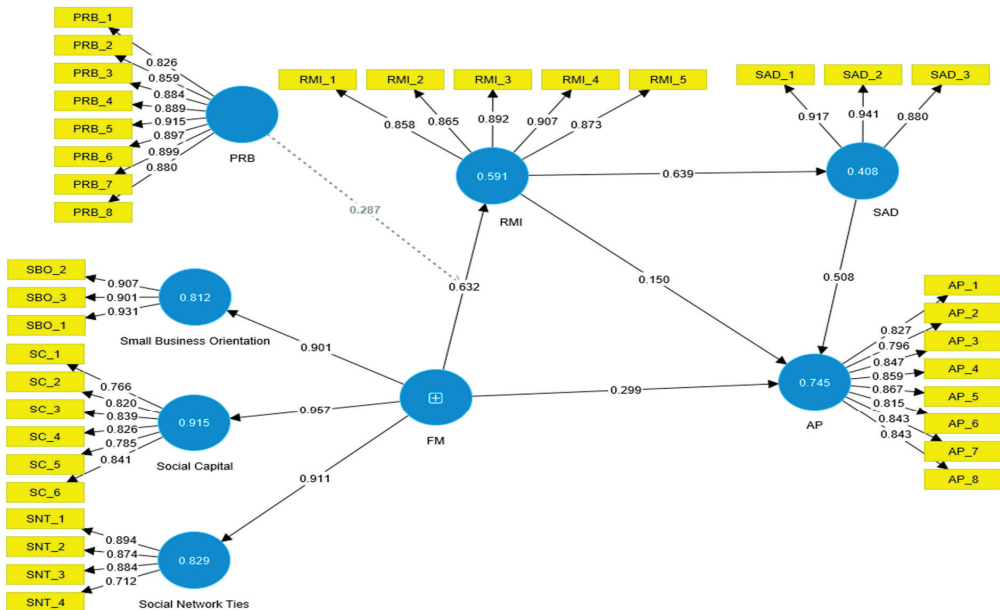 PRB_1
PRB_2
PRB_3
PRB_4
PRB_5
PRB_6
PRB_7
PRB_8
0.826
0.859
0.884
0.889
0.915
0.897
0.899
0.880
PRB
0.287
RMI_1
RMI_2
RMI_3
RMI_4
RMI_5
0.858
0.865
0.892
0.907
0.873
0.591
RMI
0.639
SAD_1
SAD_2
SAD_3
0.917
0.941
0.880
0.408
SAD
0.632
0.150
0.508
SBO_2
SBO_3
SBO_1
0.907
0.901
0.931
0.812
Small Business Orientation
0.901
SC_1
SC_2
SC_3
SC_4
SC_5
SC_6
0.766
0.820
0.839
0.826
0.785
0.841
0.915
Social Capital
0.957
FM
0.299
0.911
SNT_1
SNT_2
SNT_3
SNT_4
0.894
0.874
0.884
0.712
0.829
Social Network Ties
0.745
AP
0.827
0.796
0.847
0.859
0.867
0.815
0.843
0.843
AP_1
AP_2
AP_3
AP_4
AP_5
AP_6
AP_7
AP_8